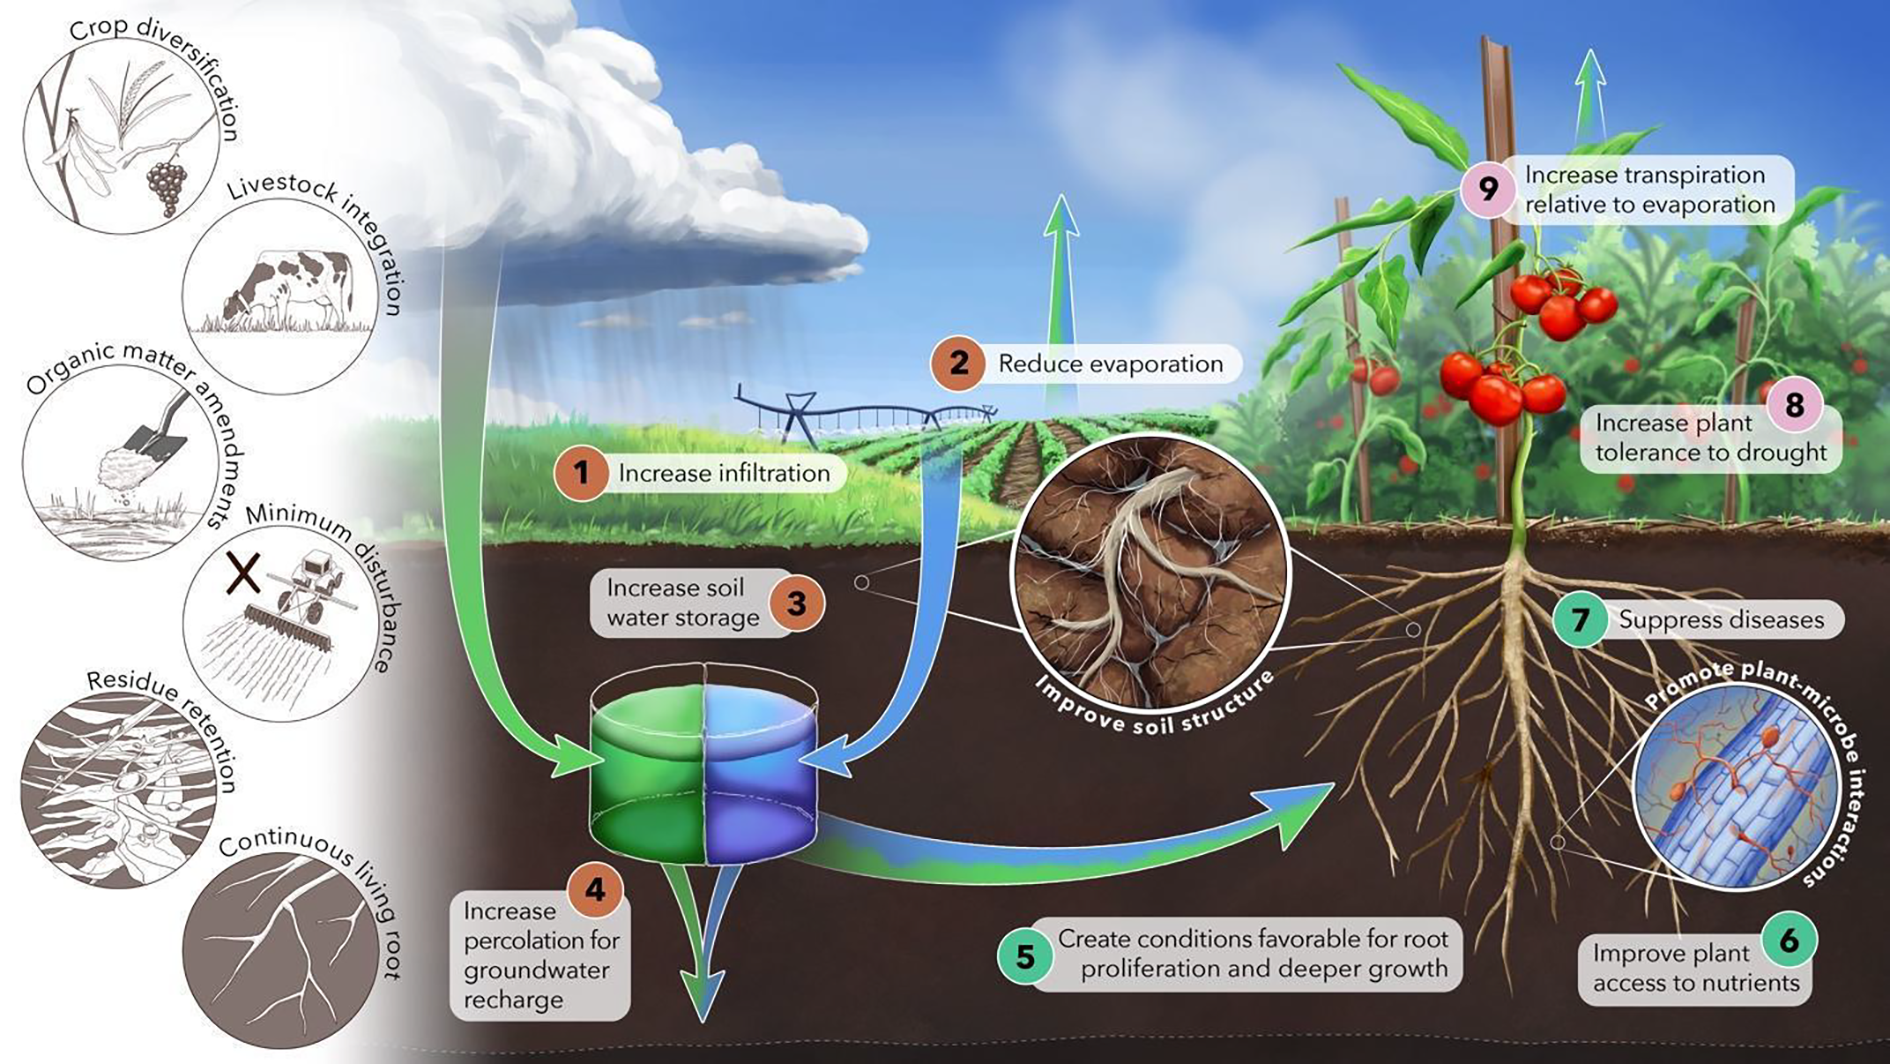 Crop diversification
Livestock integration
Organic matter amendments
Minimum disturbance
Residue retention
Continuous living root
1
Increase infiltration
2
Reduce evaporation
Increase soil
water storage
3
4
Increase
percolation for
groundwater
recharge
5
Create conditions favorable for root
proliferation and deeper growth
6
Improve plant
access to nutrients
7
Suppress diseases
8
Increase plant
tolerance to drought
9
Increase transpiration
relative to evaporation
Improve soil structure
Promote plant-microbe interactions